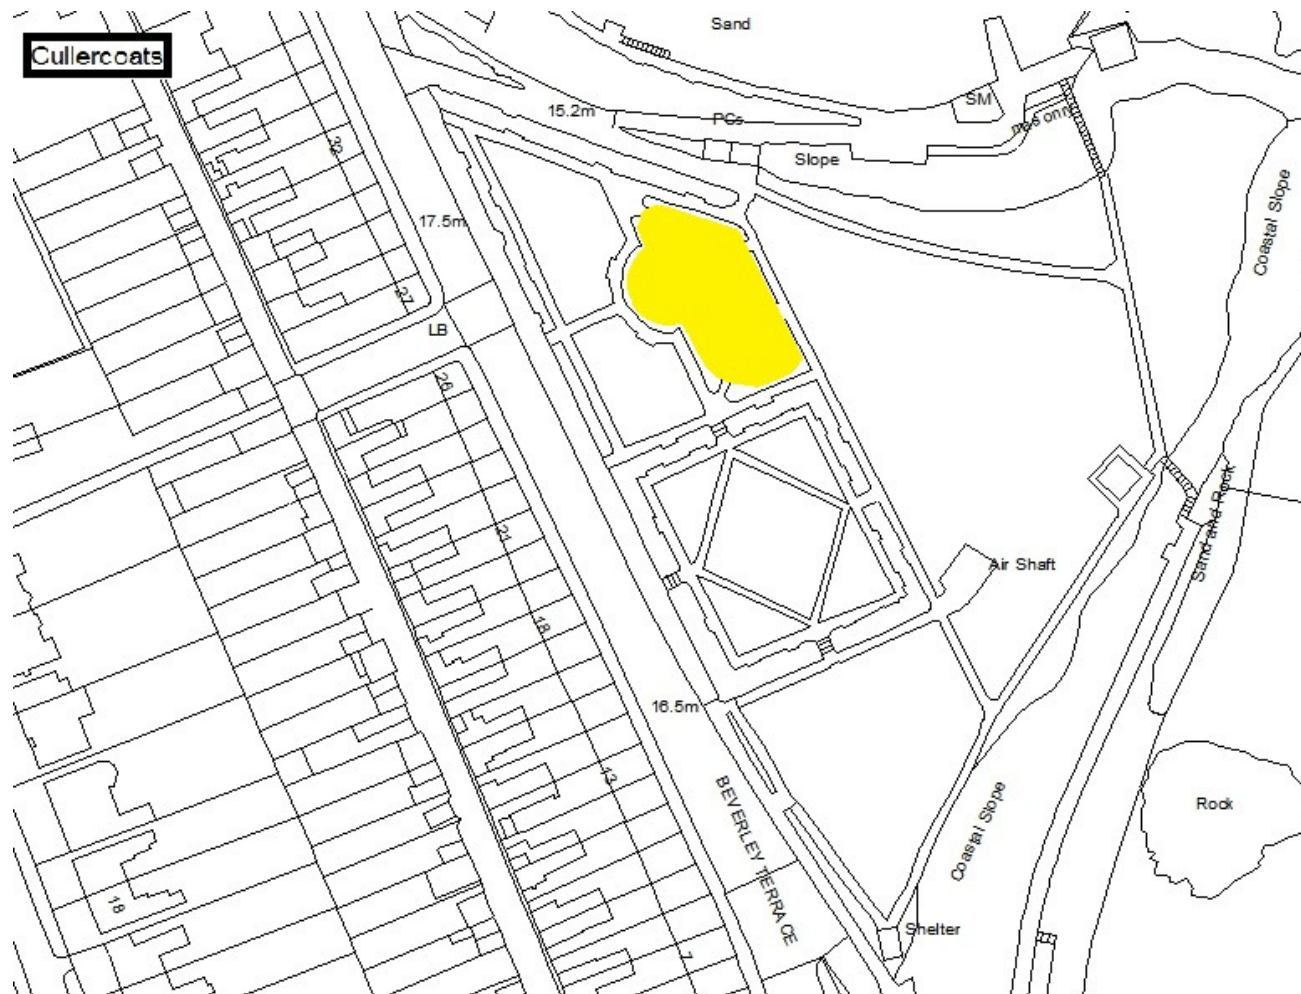 Sand
Cullercoats
SM
15.2m
PCs
masonry
32
Slope
17.5m
Coastal Slope
27
LB
26
Sand and Rock
21
Air Shaft
18
16.5m
13
BEVERLEY TERRACE
Rock
Coastal Slope
18
Shelter
7